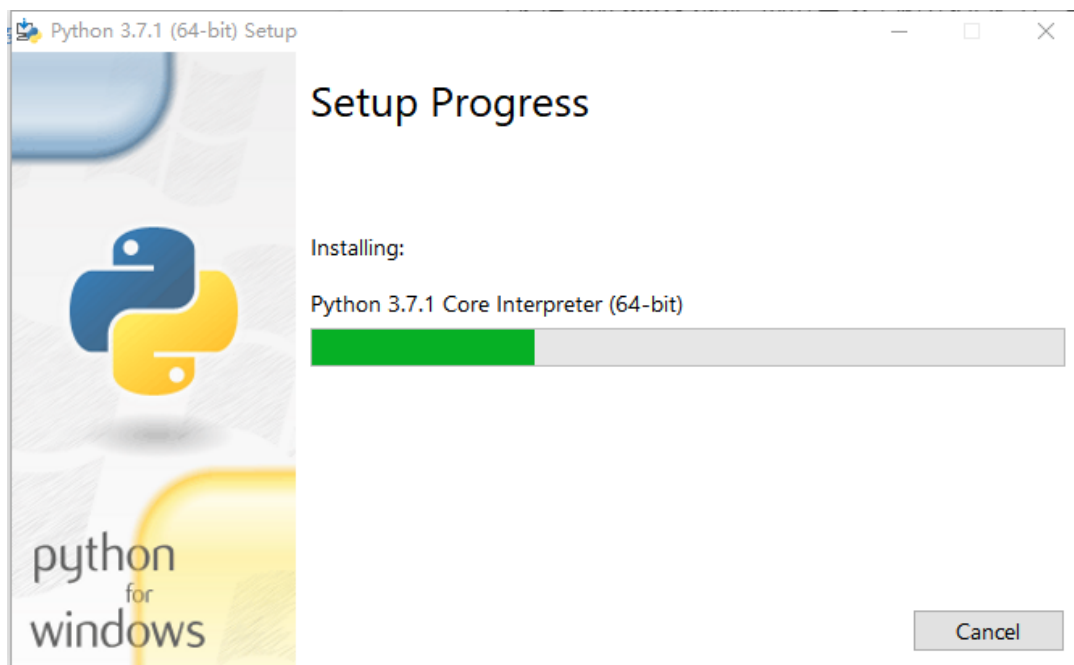 Python 3.7.1 (64-bit) Setup
Setup Progress
Installing:
Python 3.7.1 Core Interpreter (64-bit)
python
for
windows
Cancel